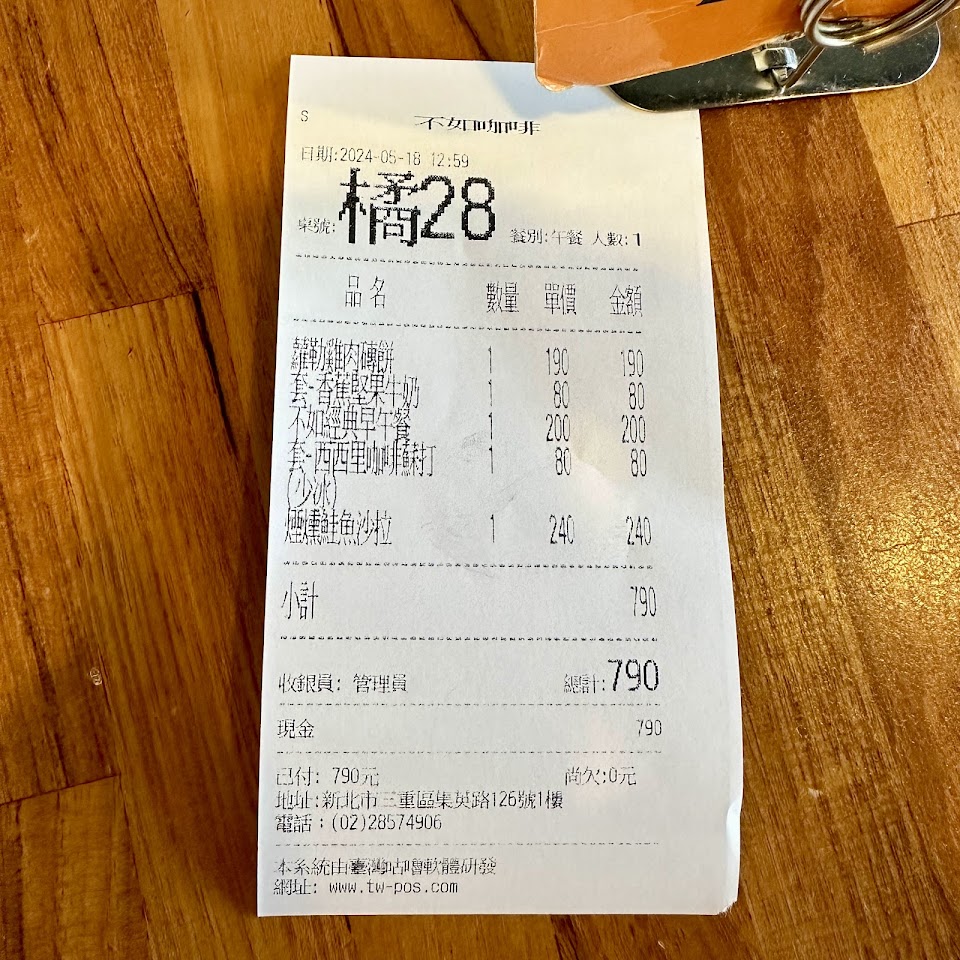 S
不如咖啡
日期:2024-05-18 12:59
桌號:橘28 餐別:午餐 人數:1
品名 數量 單價 金額
蘿勒雞肉磚餅 1 190 190
套-香蕉堅果牛奶 1 80 80
不如經典早午餐 1 200 200
套-西西里咖啡蘇打 1 80 80
(少冰)
煙燻鮭魚沙拉 1 240 240
小計 790
收銀員: 管理員 總計:790
現金 790
已付: 790元 尚欠:0元
地址:新北市三重區集英路126號1樓
電話:(02)28574906
本系統由臺灣咕嚕軟體研發
網址: www.tw-pos.com